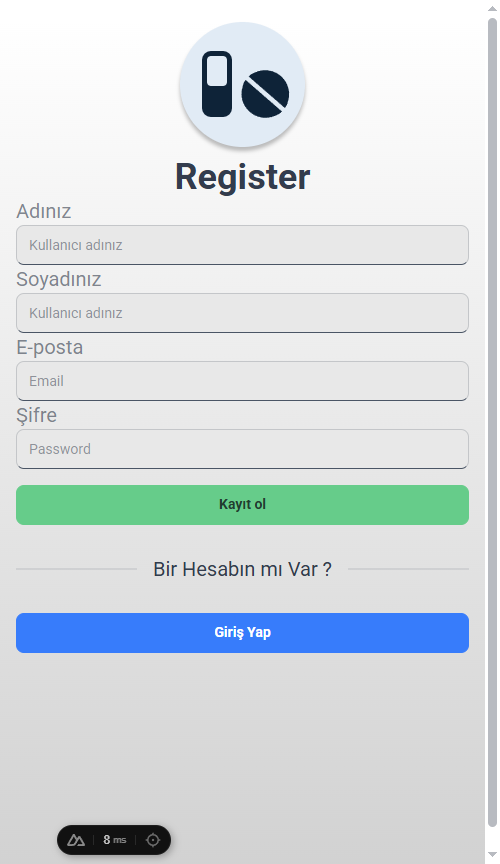 Register
Adınız
Kullanıcı adınız
Soyadınız
Kullanıcı adınız
E-posta
Email
Şifre
Password
Kayıt ol
Bir Hesabın mı Var ?
Giriş Yap
8 ms